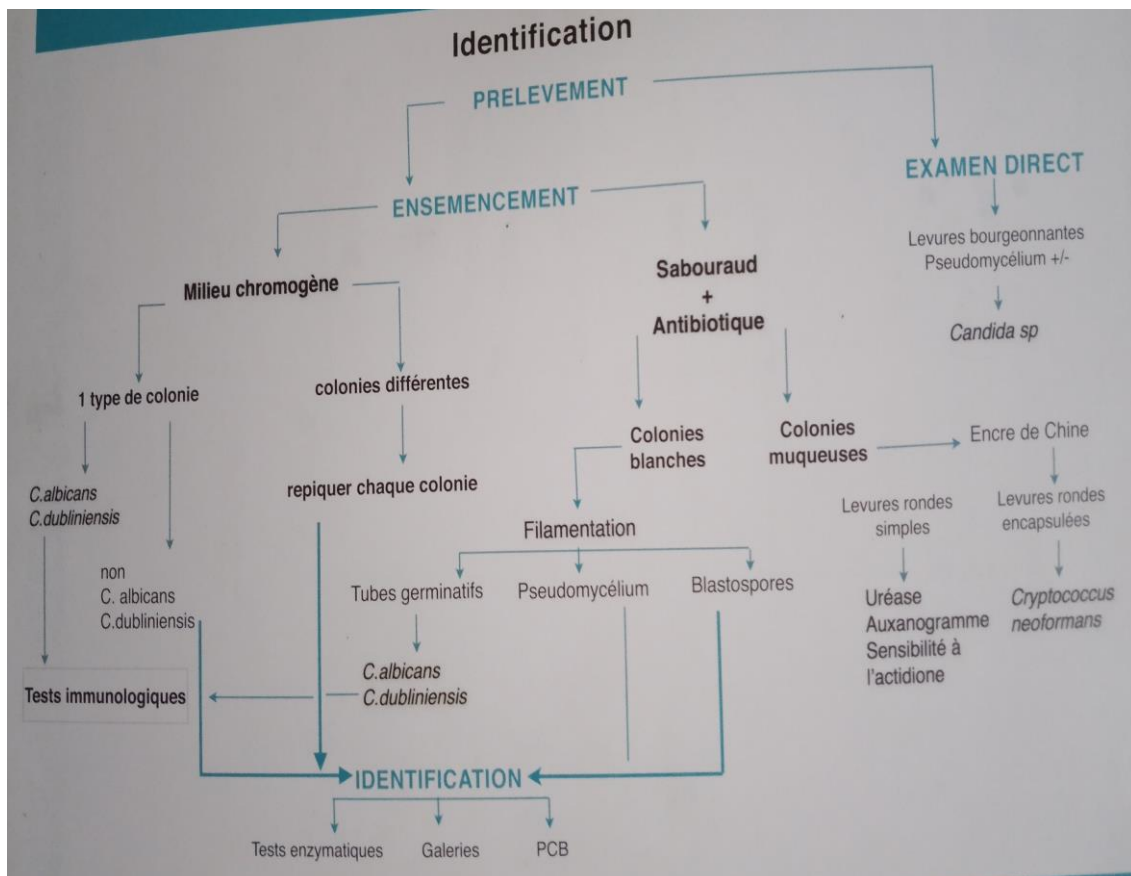 Identification
PRELEVEMENT
EXAMEN DIRECT
ENSEMENCEMENT
Levures bourgeonnantes
Pseudomycélium +/-
Candida sp
Milieu chromogène
Sabouraud
+
Antibiotique
1 type de colonie
colonies différentes
Colonies
blanches
Colonies
muqueuses
Encre de Chine
C.albicans
C.dubliniensis
repiquer chaque colonie
Levures rondes
simples
Levures rondes
encapsulées
Filamentation
non
C. albicans
C.dubliniensis
Tubes germinatifs
Pseudomycélium
Blastospores
Uréase
Auxanogramme
Sensibilité à
l'actidione
Cryptococcus
neoformans
Tests immunologiques
C.albicans
C.dubliniensis
IDENTIFICATION
Tests enzymatiques
Galeries
PCB